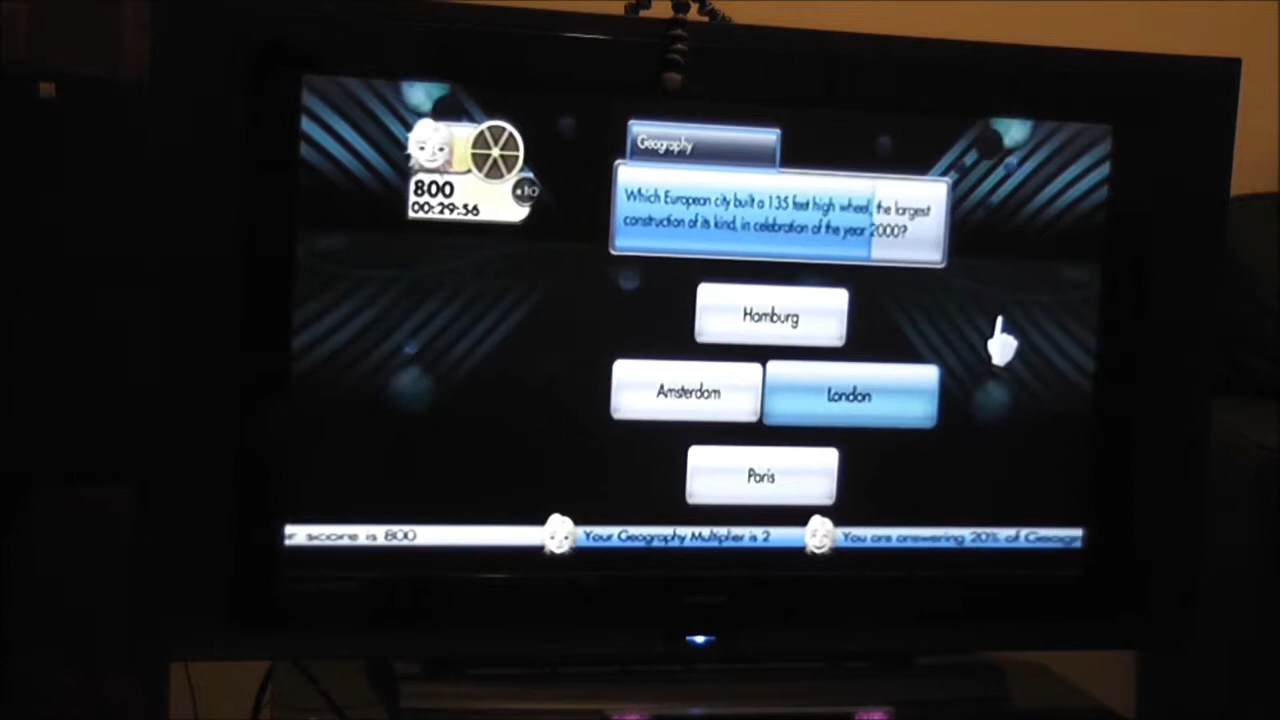 Geography
800
x10
00:29:56
Which European city built a 135 feet high wheel, the largest
construction of its kind, in celebration of the year 2000?
Hamburg
Amsterdam
London
Paris
r score is 800
Your Geography Multiplier is 2
You are answering 20% of Geogr